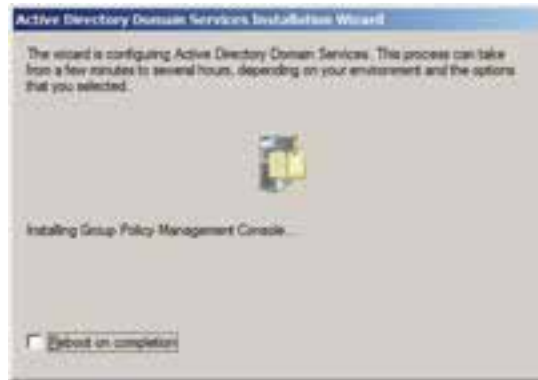 Active Directory Domain Services Installation Wizard
The wizard is configuring Active Directory Domain Services. This process can take
from a few minutes to several hours, depending on your environment and the options
that you selected.
Installing Group Policy Management Console...
Reboot on completion